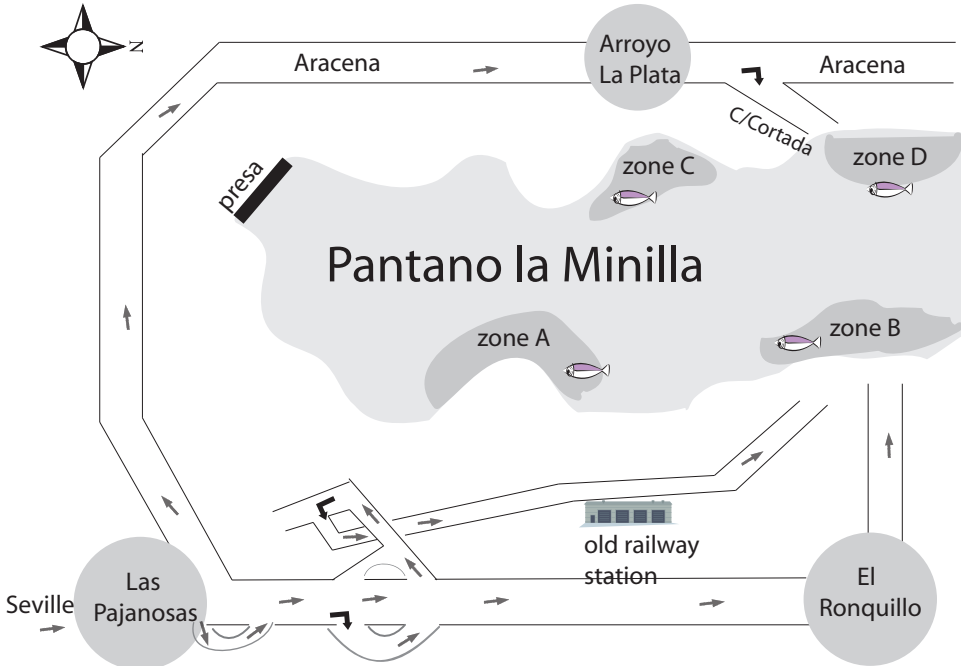 N
Arroyo
La Plata
Aracena
Aracena
C/Cortada
presa
zone C
zone D
Pantano la Minilla
zone A
zone B
old railway
station
Seville
Las
Pajanosas
El
Ronquillo